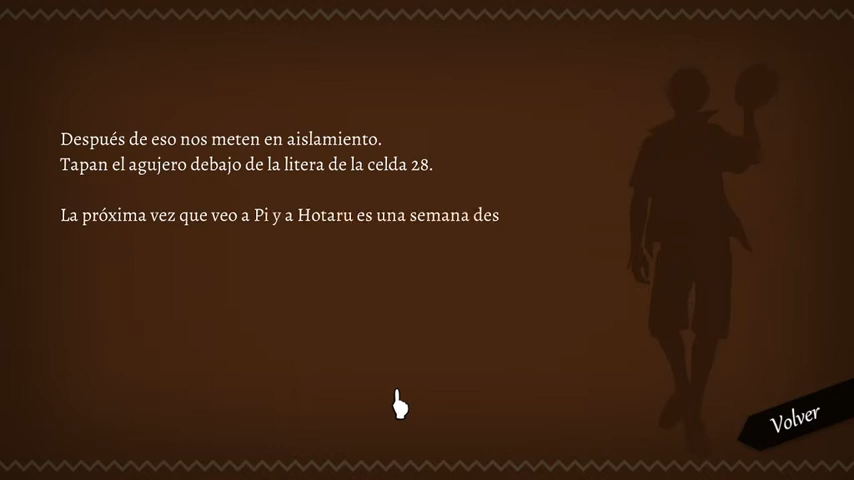 Después de eso nos meten en aislamiento.
Tapan el agujero debajo de la litera de la celda 28.
La próxima vez que veo a Pi y a Hotaru es una semana des
Volver